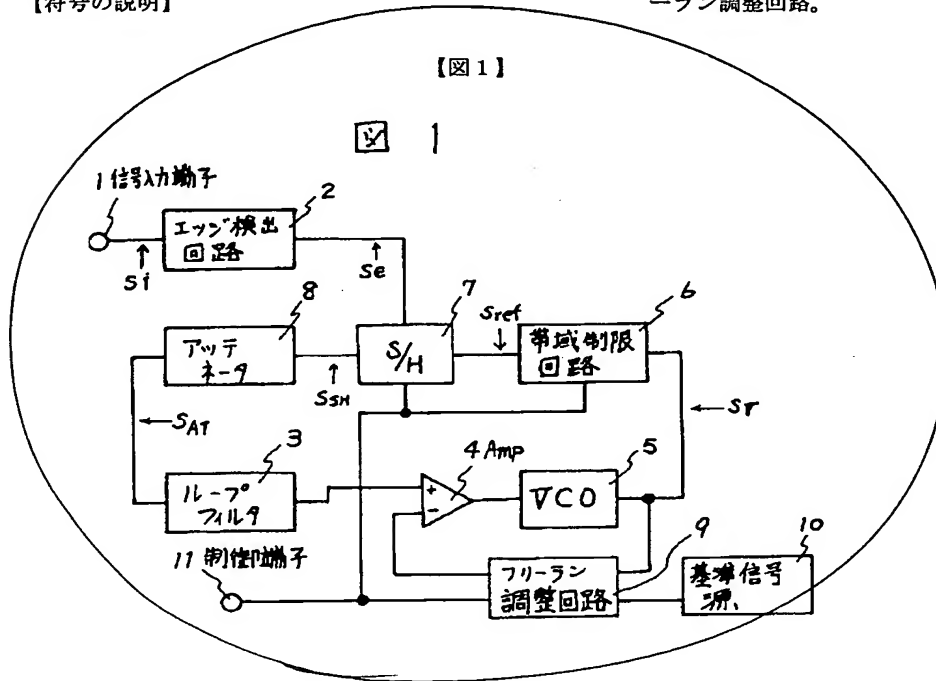 【符号の説明】
ーラン調整回路。
【図1】
図 1
1 信号入力端子
2
エッジ検出
回路
Si
Se
8
アッテ
ネータ
7
S/H
Sref
6
帯域制限
回路
SSH
SAT
Sr
3
ループ
フィルタ
4 Amp
+
-
5
VCO
11 制御端子
9
フリーラン
調整回路
10
基準信号
源